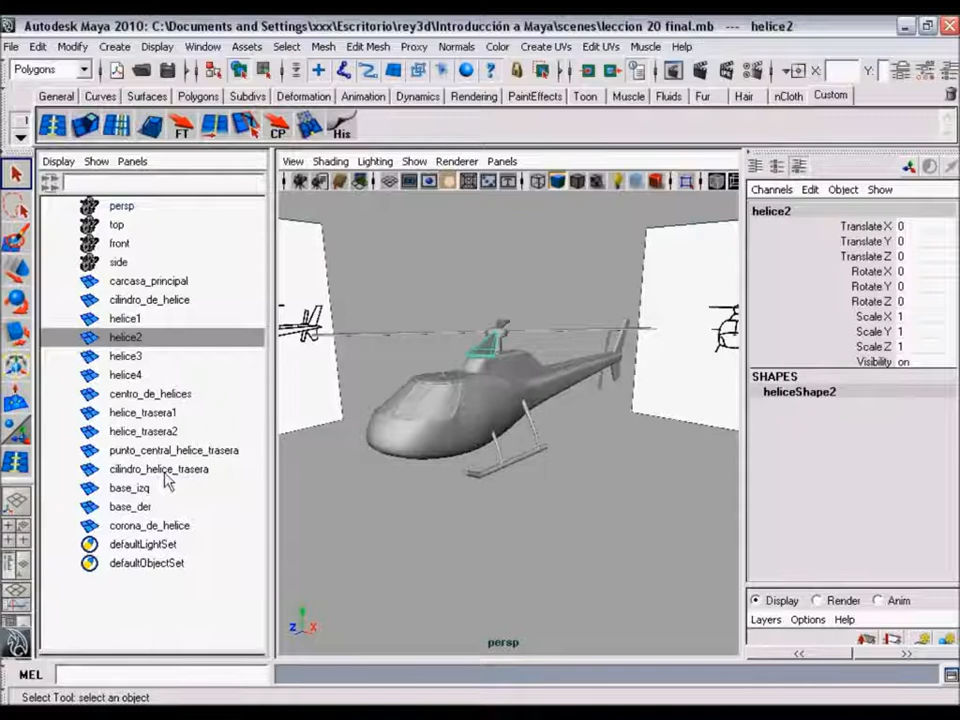 Autodesk Maya 2010: C:\Documents and Settings\xxx\Escritorio\rey3d\Introducción a Maya\scenes\leccion 20 final.mb --- helice2
File Edit Modify Create Display Window Assets Select Mesh Edit Mesh Proxy Normals Color Create UVs Edit UVs Muscle Help
Polygons X: Y:
General Curves Surfaces Polygons Subdivs Deformation Animation Dynamics Rendering PaintEffects Toon Muscle Fluids Fur Hair nCloth Custom
FT CP His
Display Show Panels
View Shading Lighting Show Renderer Panels
Channels Edit Object Show
persp
top
front
side
carcasa_principal
cilindro_de_helice
helice1
helice2
helice3
helice4
centro_de_helices
helice_trasera1
helice_trasera2
punto_central_helice_trasera
cilindro_helice_trasera
base_izq
base_der
corona_de_helice
defaultLightSet
defaultObjectSet
z x
persp
helice2
Translate X 0
Translate Y 0
Translate Z 0
Rotate X 0
Rotate Y 0
Rotate Z 0
Scale X 1
Scale Y 1
Scale Z 1
Visibility on
SHAPES
heliceShape2
Display Render Anim
Layers Options Help
<< >>
MEL
Select Tool: select an object